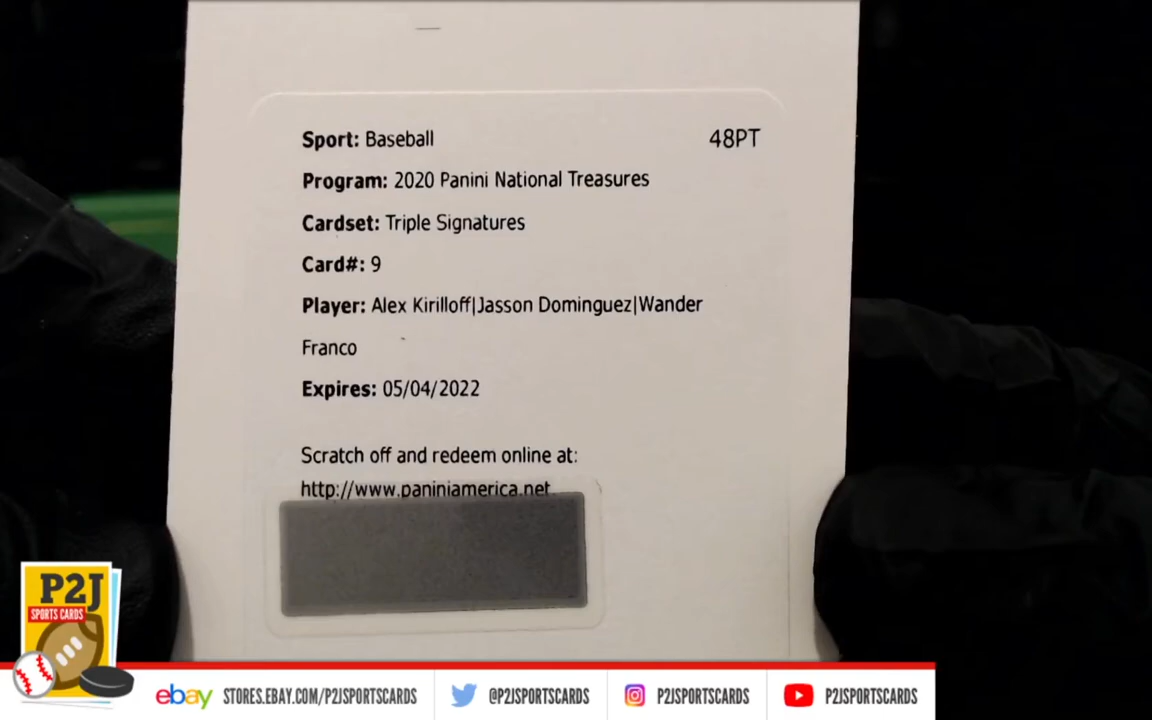 Sport: Baseball
48PT
Program: 2020 Panini National Treasures
Cardset: Triple Signatures
Card#: 9
Player: Alex Kirilloff|Jasson Dominguez|Wander
Franco
Expires: 05/04/2022
Scratch off and redeem online at:
http://www.paniniamerica.net
P2J
SPORTS CARDS
ebay STORES.EBAY.COM/P2JSPORTSCARDS
@P2JSPORTSCARDS
P2JSPORTSCARDS
P2JSPORTSCARDS